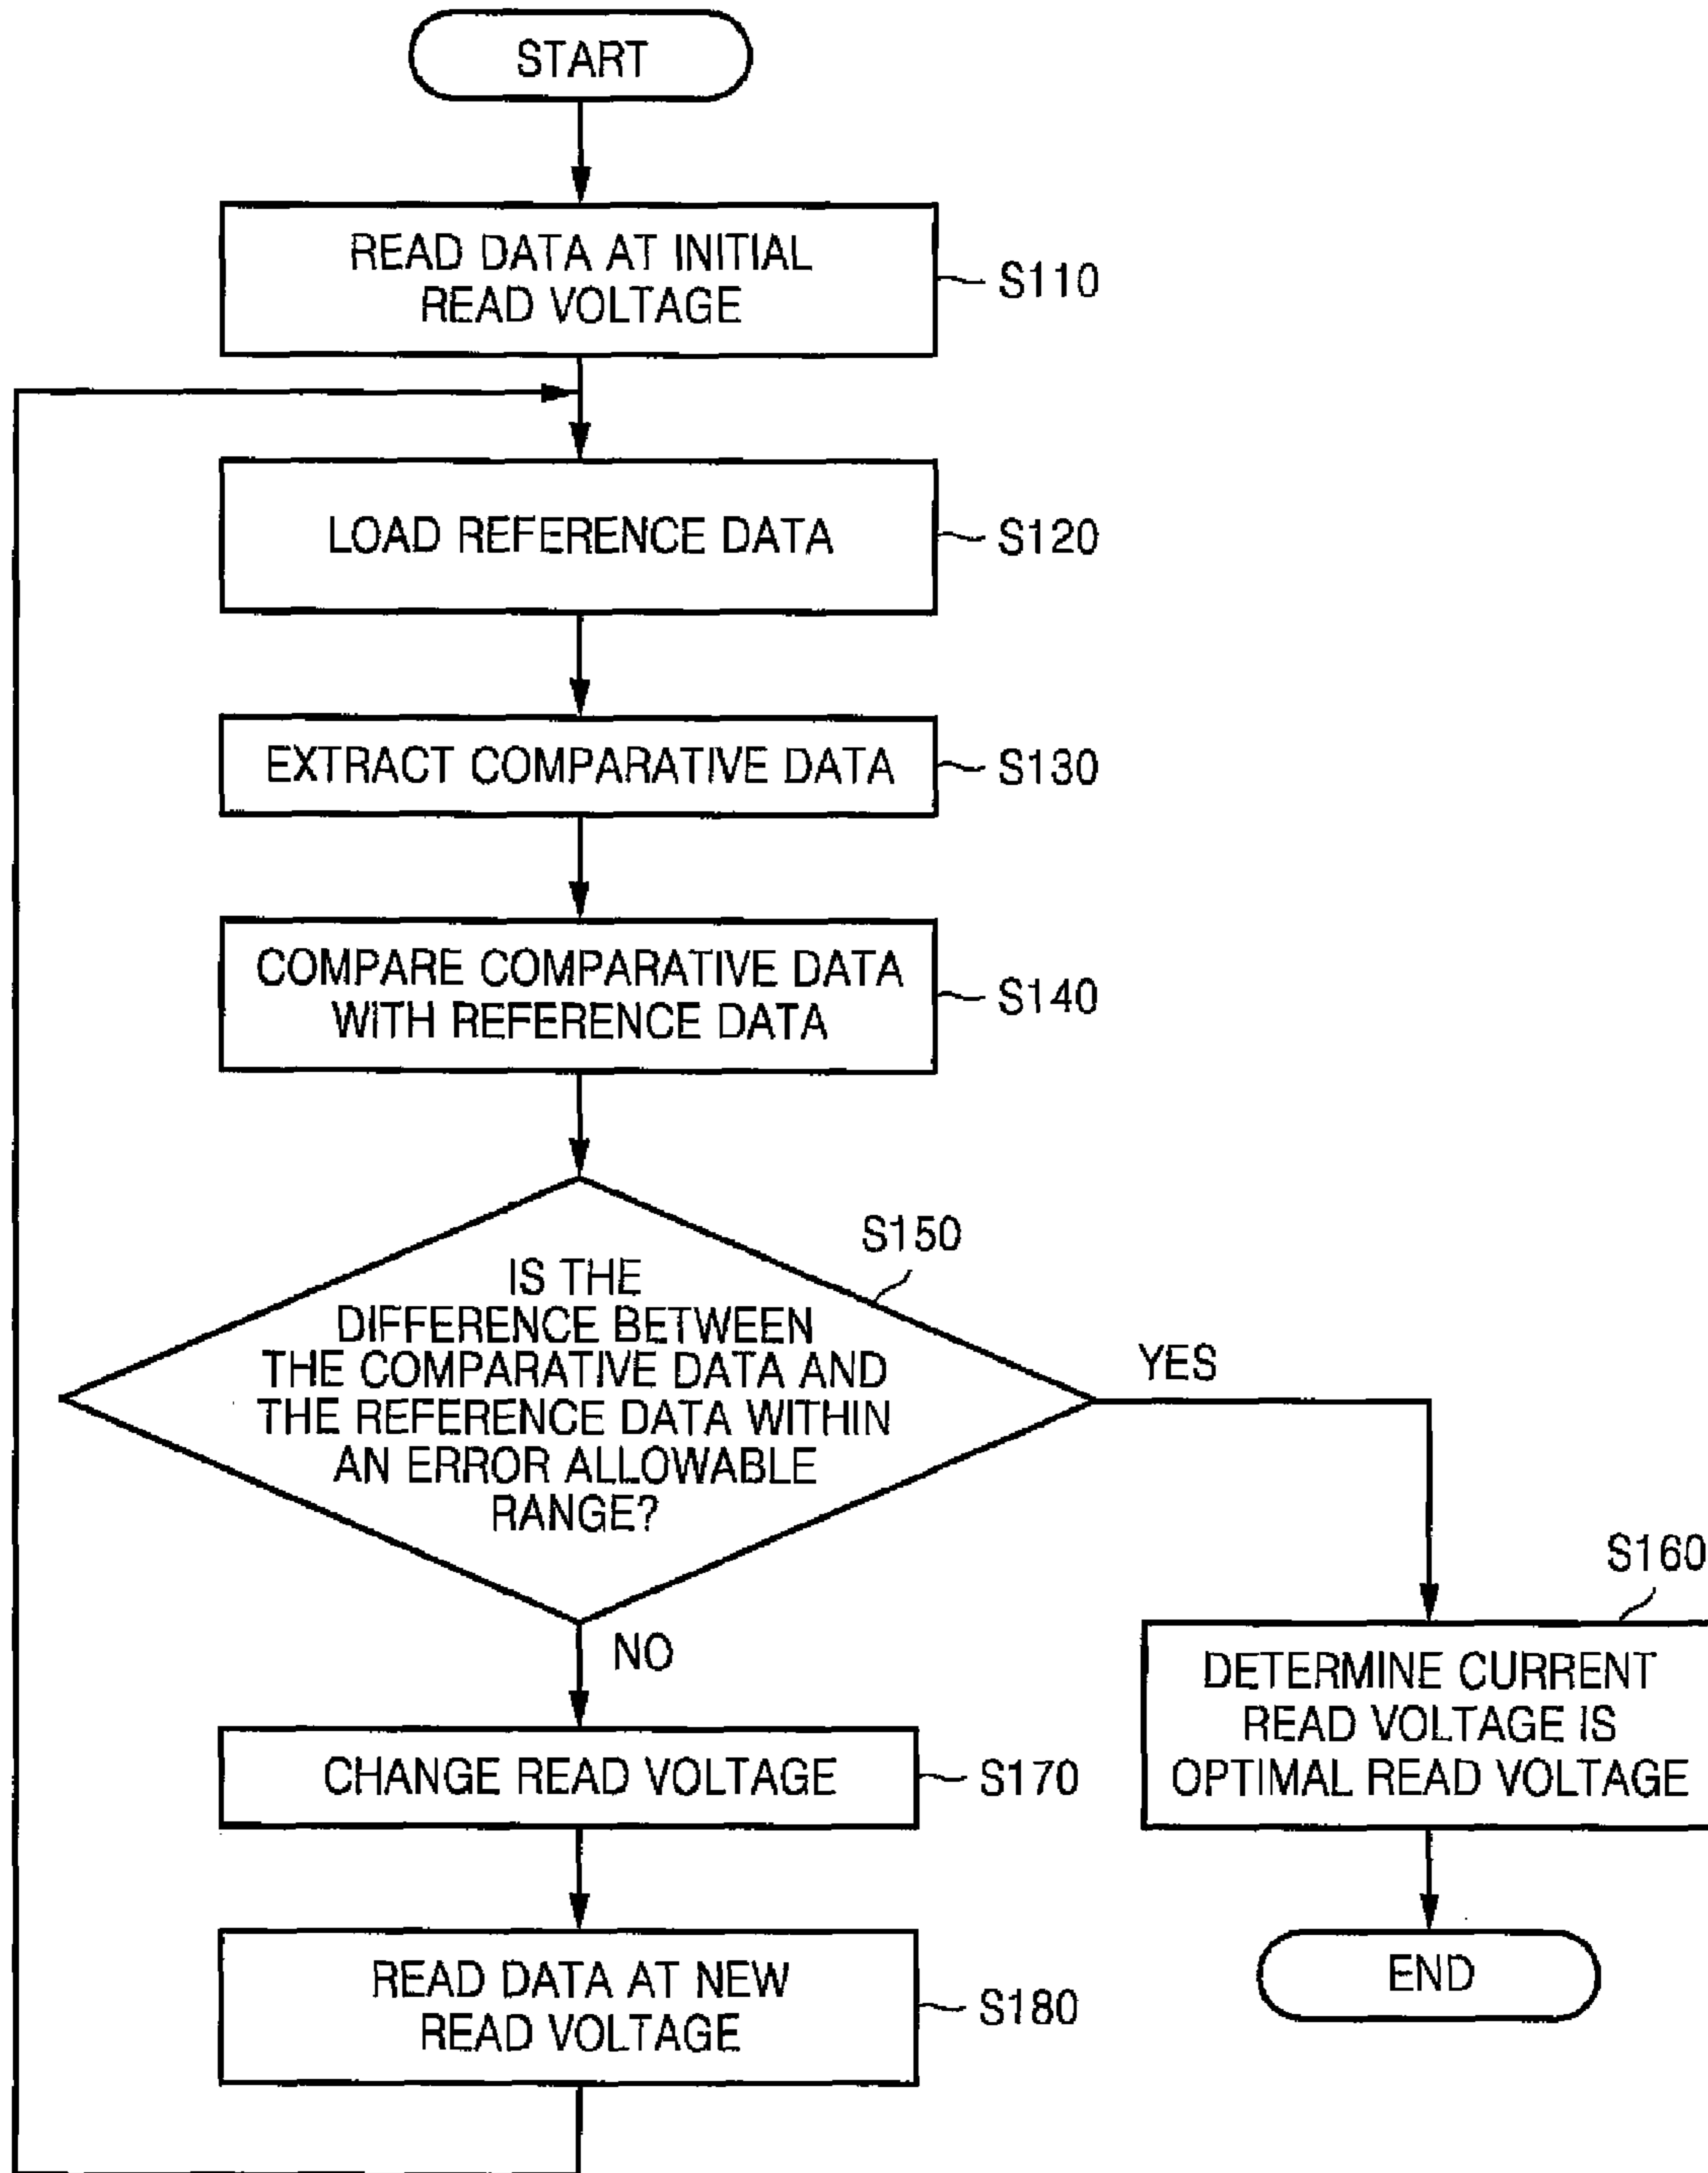 START
READ DATA AT INITIAL
READ VOLTAGE
S110
LOAD REFERENCE DATA
S120
EXTRACT COMPARATIVE DATA
S130
COMPARE COMPARATIVE DATA
WITH REFERENCE DATA
S140
S150
IS THE
DIFFERENCE BETWEEN
THE COMPARATIVE DATA AND
THE REFERENCE DATA WITHIN
AN ERROR ALLOWABLE
RANGE?
YES
NO
S160
DETERMINE CURRENT
READ VOLTAGE IS
OPTIMAL READ VOLTAGE
CHANGE READ VOLTAGE
S170
READ DATA AT NEW
READ VOLTAGE
S180
END